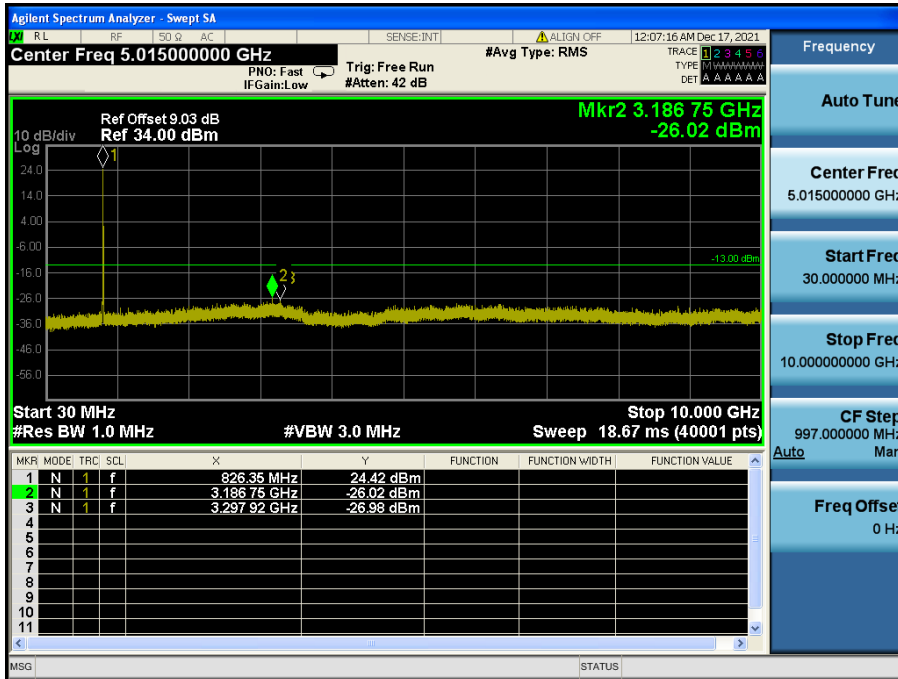 Agilent Spectrum Analyzer - Swept SA
LXI RL RF 50 Ω AC SENSE:INT ALIGN OFF 12:07:16 AM Dec 17, 2021
Center Freq 5.015000000 GHz
PNO: Fast
IFGain:Low
Trig: Free Run
#Atten: 42 dB
#Avg Type: RMS
TRACE 1 2 3 4 5 6
TYPE MWWWWW
DET A A A A A A
Ref Offset 9.03 dB
10 dB/div Ref 34.00 dBm
Log
Mkr2 3.186 75 GHz
-26.02 dBm
1
24.0
14.0
4.00
-6.00
-13.00 dBm
-16.0
2 3
-26.0
-36.0
-46.0
-56.0
Start 30 MHz Stop 10.000 GHz
#Res BW 1.0 MHz #VBW 3.0 MHz Sweep 18.67 ms (40001 pts)
MKR MODE TRC SCL X Y FUNCTION FUNCTION WIDTH FUNCTION VALUE
1 N 1 f 826.35 MHz 24.42 dBm
2 N 1 f 3.186 75 GHz -26.02 dBm
3 N 1 f 3.297 92 GHz -26.98 dBm
4
5
6
7
8
9
10
11
MSG STATUS
Frequency
Auto Tune
Center Freq
5.015000000 GHz
Start Freq
30.000000 MHz
Stop Freq
10.000000000 GHz
CF Step
997.000000 MHz
Auto Man
Freq Offset
0 Hz